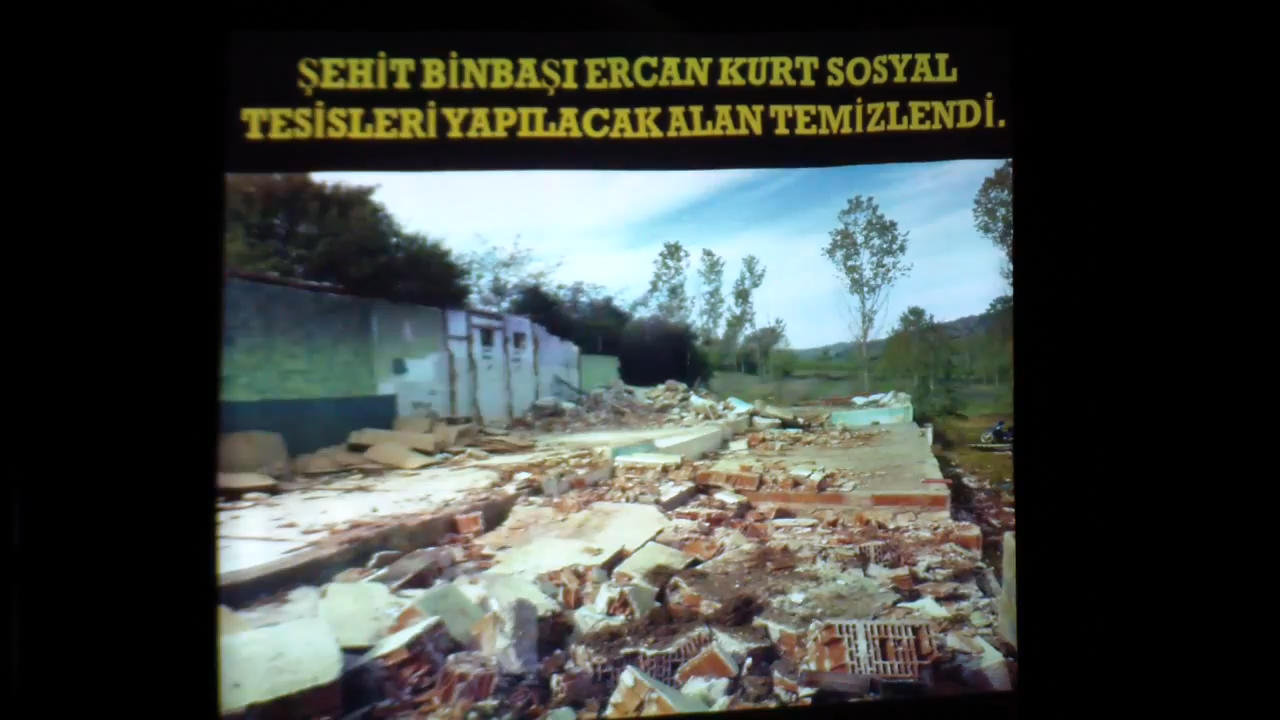 ŞEHİT BİNBAŞI ERCAN KURT SOSYAL
TESİSLERİ YAPILACAK ALAN TEMİZLENDİ.